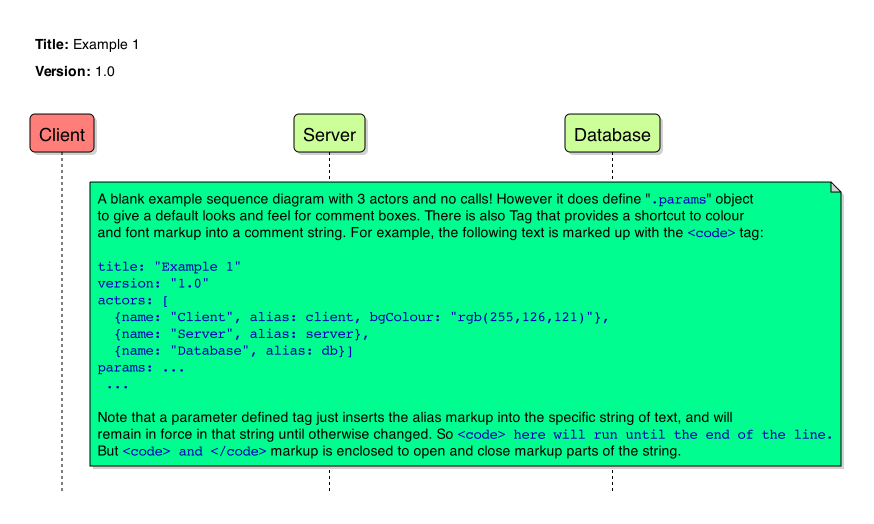 Title: Example 1
Version: 1.0
Client
Server
Database
A blank example sequence diagram with 3 actors and no calls! However it does define ".params" object
to give a default looks and feel for comment boxes. There is also Tag that provides a shortcut to colour
and font markup into a comment string. For example, the following text is marked up with the <code> tag:
title: "Example 1"
version: "1.0"
actors: [
  {name: "Client", alias: client, bgColour: "rgb(255,126,121)"},
  {name: "Server", alias: server},
  {name: "Database", alias: db}]
params: ...
 ...
Note that a parameter defined tag just inserts the alias markup into the specific string of text, and will
remain in force in that string until otherwise changed. So <code> here will run until the end of the line.
But <code> and </code> markup is enclosed to open and close markup parts of the string.